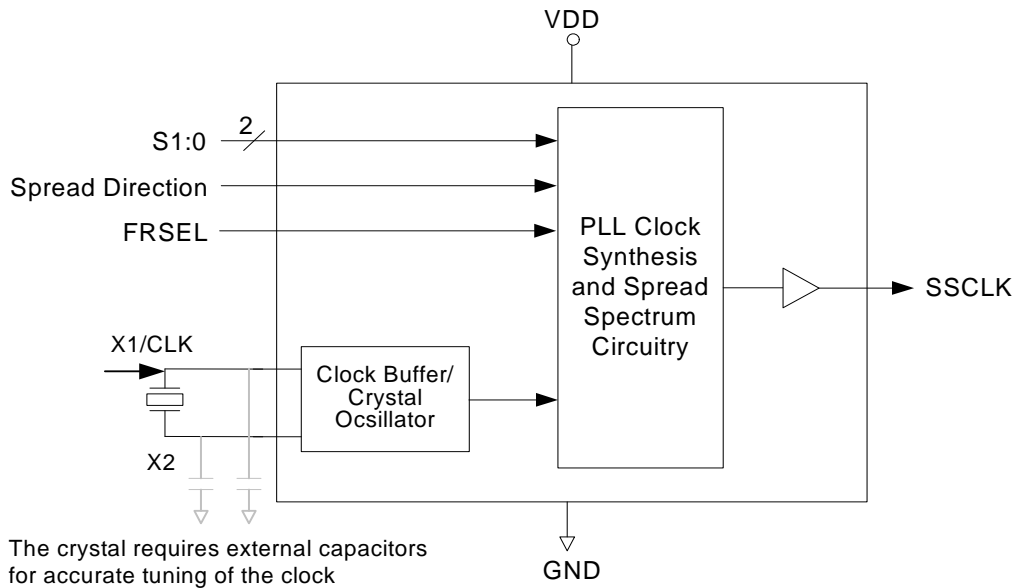 VDD
2
S1:0
Spread Direction
FRSEL
PLL Clock
Synthesis
and Spread
Spectrum
Circuitry
SSCLK
X1/CLK
Clock Buffer/
Crystal
Ocsillator
X2
The crystal requires external capacitors
for accurate tuning of the clock
GND